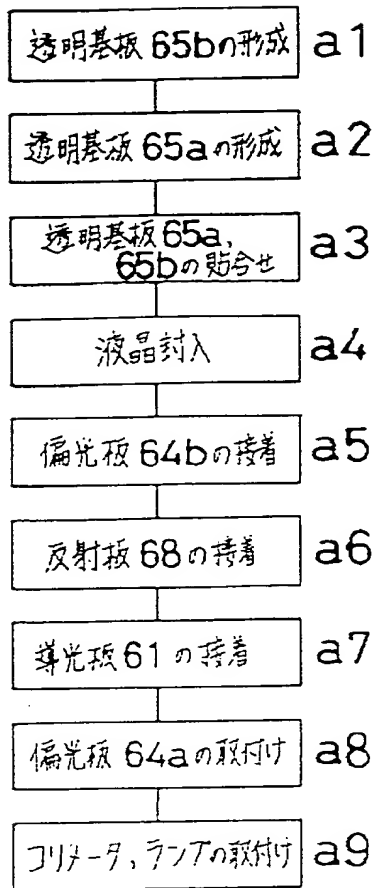 透明基板 65bの形成 a1
透明基板 65aの形成 a2
透明基板65a,
65bの貼合せ a3
液晶封入 a4
偏光板 64bの接着 a5
反射板 68の接着 a6
導光板 61の接着 a7
偏光板 64aの取付け a8
コリメータ、ランプの取付け a9